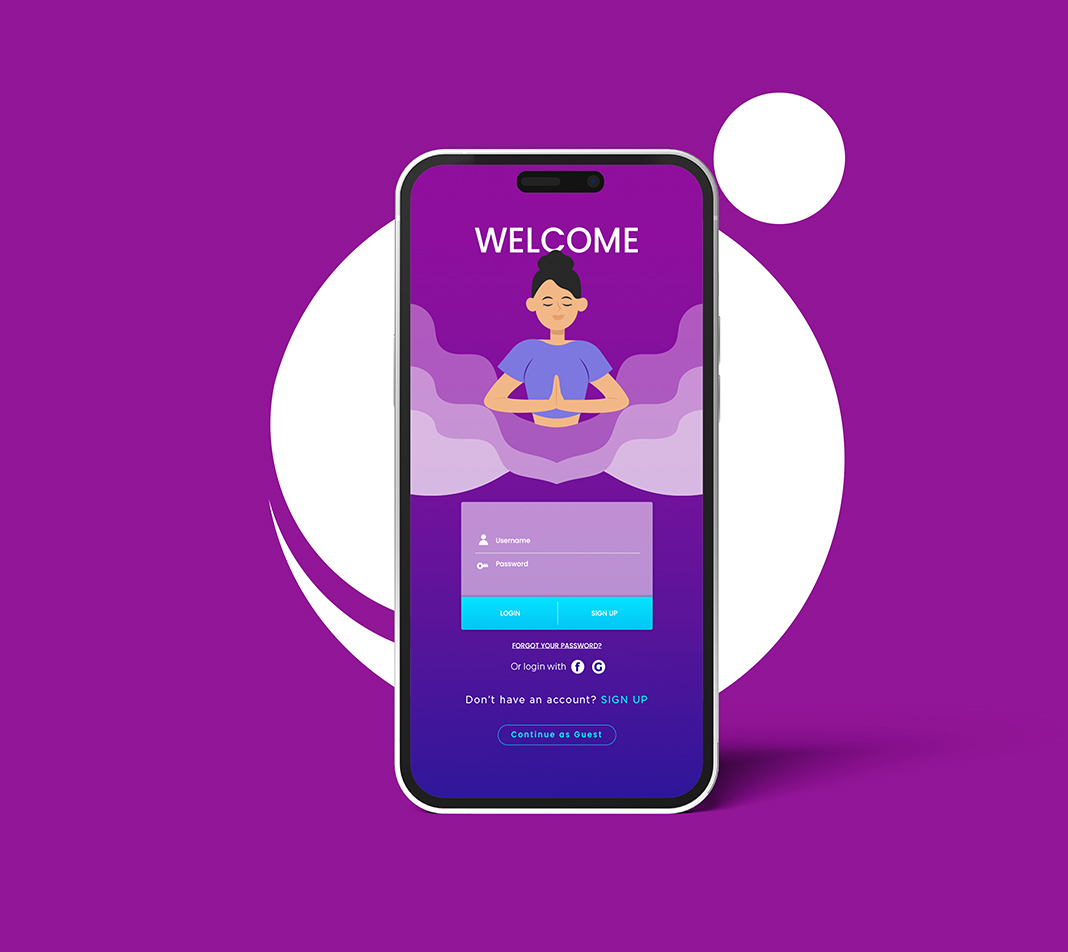 WELCOME
Username
Password
LOGIN
SIGN UP
FORGOT YOUR PASSWORD?
Or login with f G
Don't have an account? SIGN UP
Continue as Guest